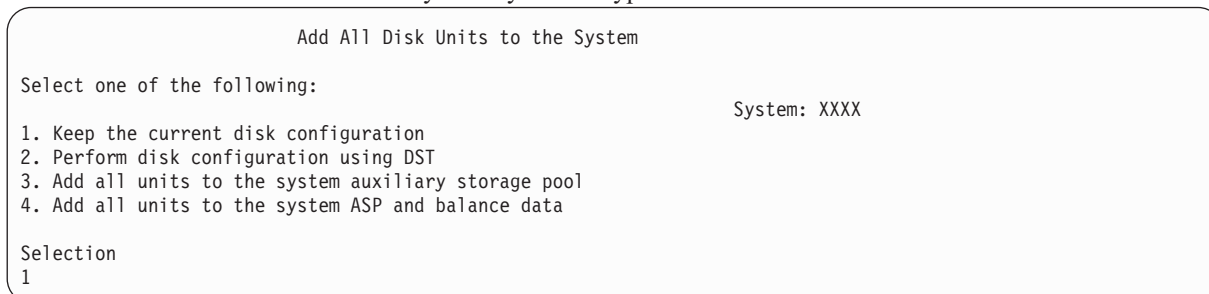 Add All Disk Units to the System
Select one of the following:
System: XXXX
1. Keep the current disk configuration
2. Perform disk configuration using DST
3. Add all units to the system auxiliary storage pool
4. Add all units to the system ASP and balance data
Selection
1